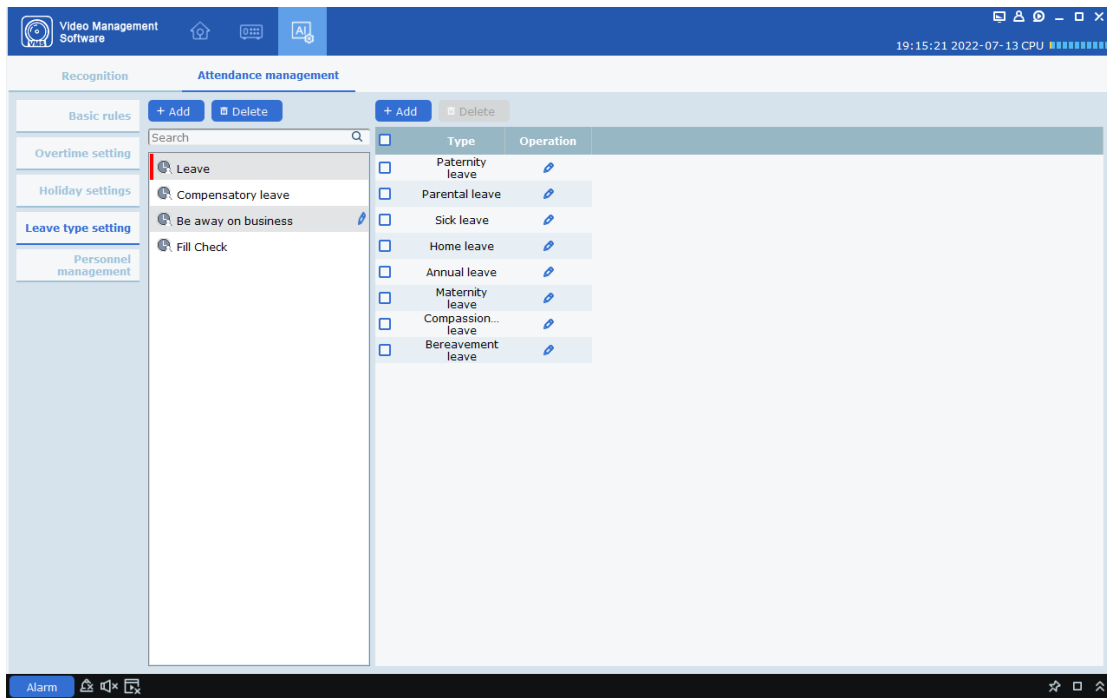 Video Management
Software
VMS
AI
19:15:21 2022-07-13 CPU
Recognition
Attendance management
Basic rules
Overtime setting
Holiday settings
Leave type setting
Personnel
management
+ Add
Delete
Search
Leave
Compensatory leave
Be away on business
Fill Check
+ Add
Delete
Type
Operation
Paternity
leave
Parental leave
Sick leave
Home leave
Annual leave
Maternity
leave
Compassion...
leave
Bereavement
leave
Alarm